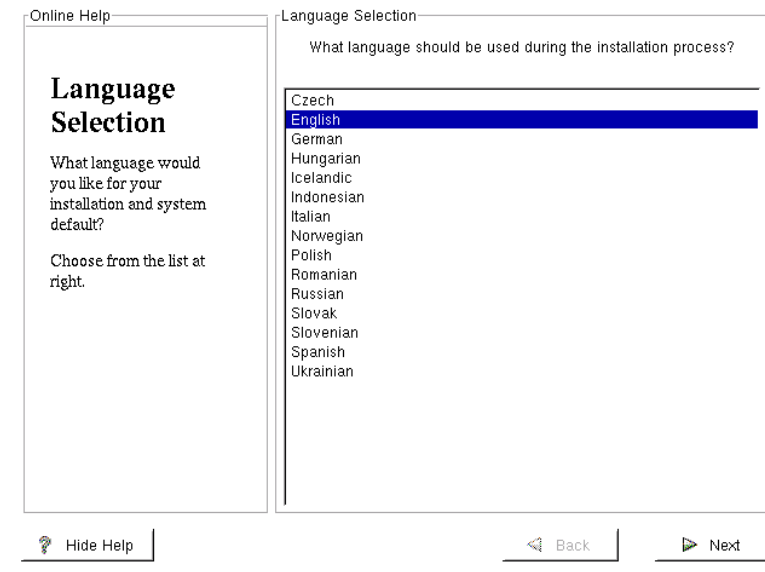 Online Help
Language
Selection
What language would
you like for your
installation and system
default?
Choose from the list at
right.
Language Selection
What language should be used during the installation process?
Czech
English
German
Hungarian
Icelandic
Indonesian
Italian
Norwegian
Polish
Romanian
Russian
Slovak
Slovenian
Spanish
Ukrainian
Hide Help
Back
Next